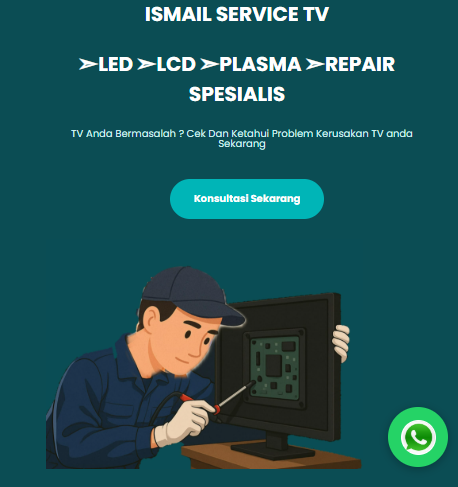 ISMAIL SERVICE TV
➢LED ➢LCD ➢PLASMA ➢REPAIR
SPESIALIS
TV Anda Bermasalah ? Cek Dan Ketahui Problem Kerusakan TV anda
Sekarang
Konsultasi Sekarang